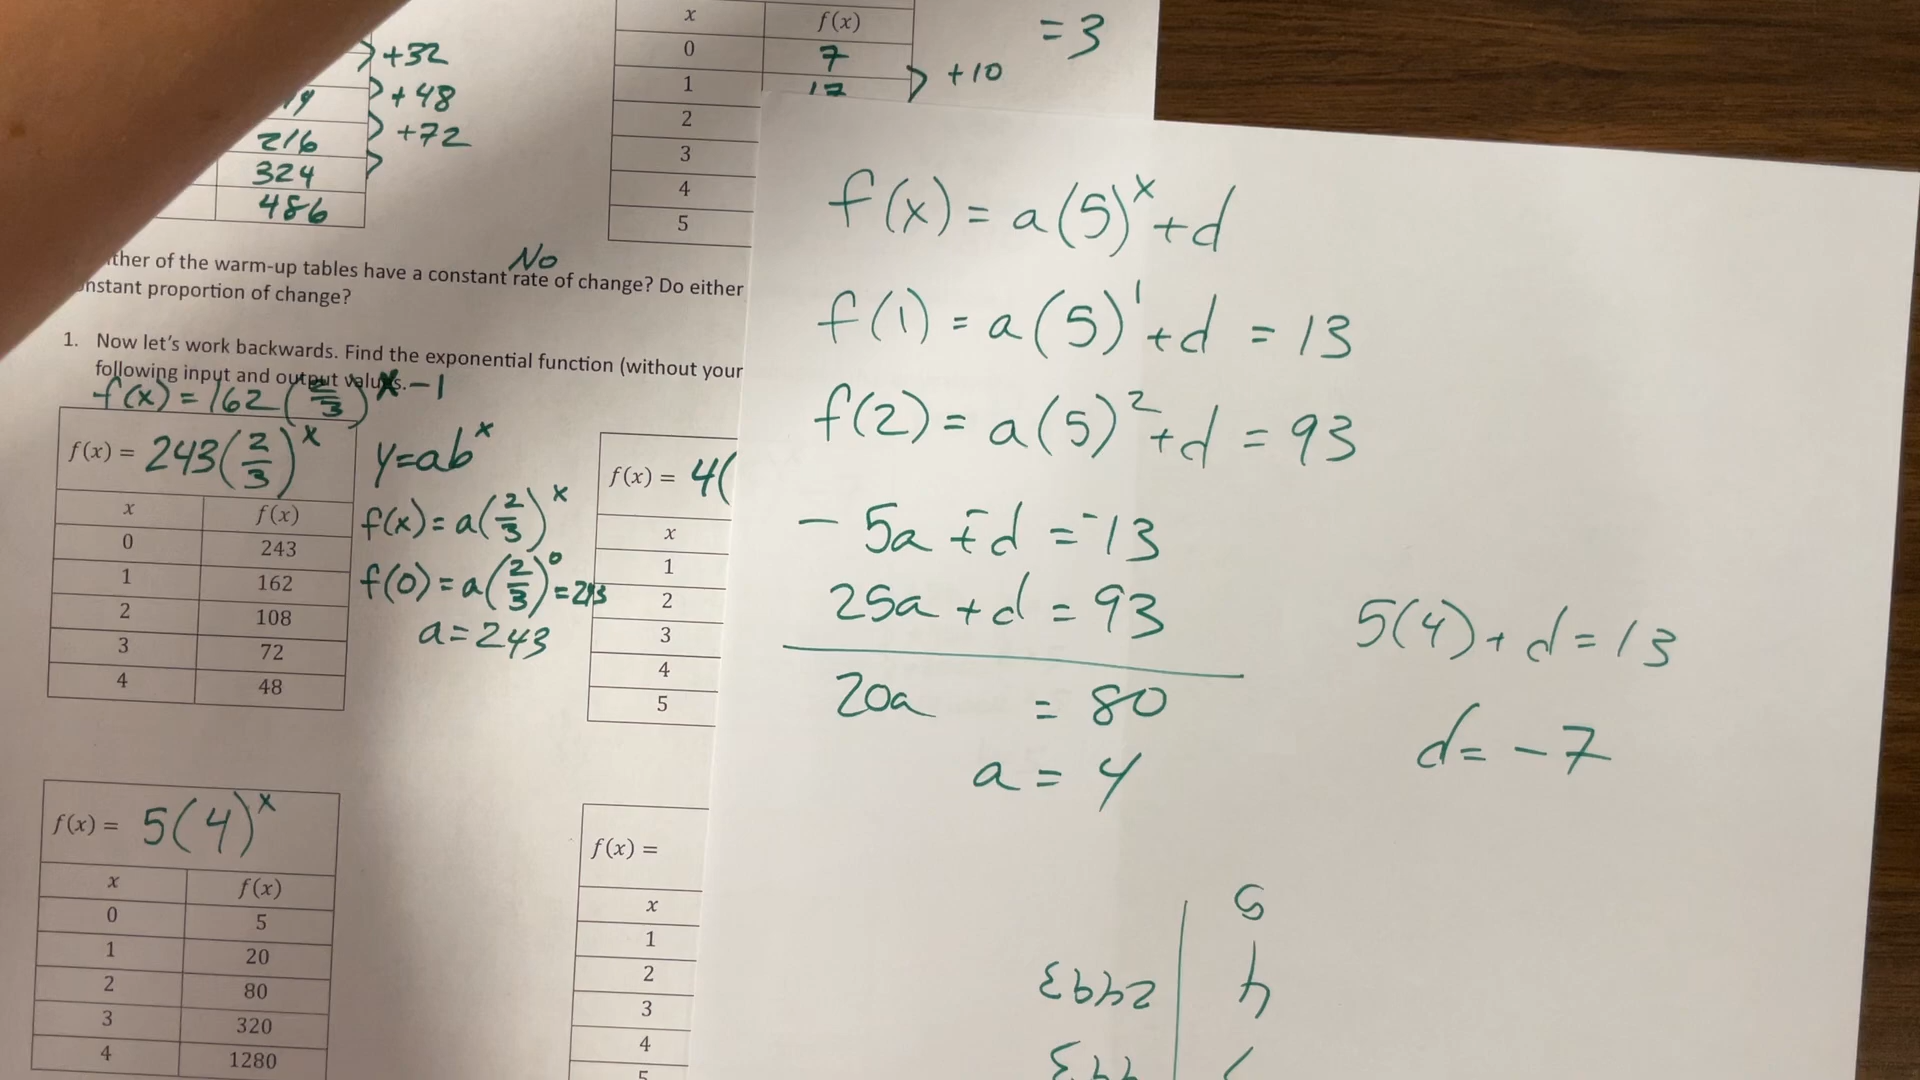 +32
+48
216
+72
324
486
x f(x)
0 7
1 17
+10
2
3
4
5
= 3
No
ther of the warm-up tables have a constant rate of change? Do either
nstant proportion of change?
1. Now let's work backwards. Find the exponential function (without your
following input and output values.
f(x) = 162(2/3)^x-1
f(x) = 243(2/3)^x
x f(x)
0 243
1 162
2 108
3 72
4 48
y=ab^x
f(x) = a(2/3)^x
f(0) = a(2/3)^0 = 243
a = 243
f(x) = 4(
x
1
2
3
4
5
f(x) = 5(4)^x
x f(x)
0 5
1 20
2 80
3 320
4 1280
f(x) =
x
1
2
3
4
5
f(x) = a(5)^x + d
f(1) = a(5)^1 + d = 13
f(2) = a(5)^2 + d = 93
- 5a + -d = -13
25a + d = 93
20a = 80
a = 4
5(4) + d = 13
d = -7
5
2493 4